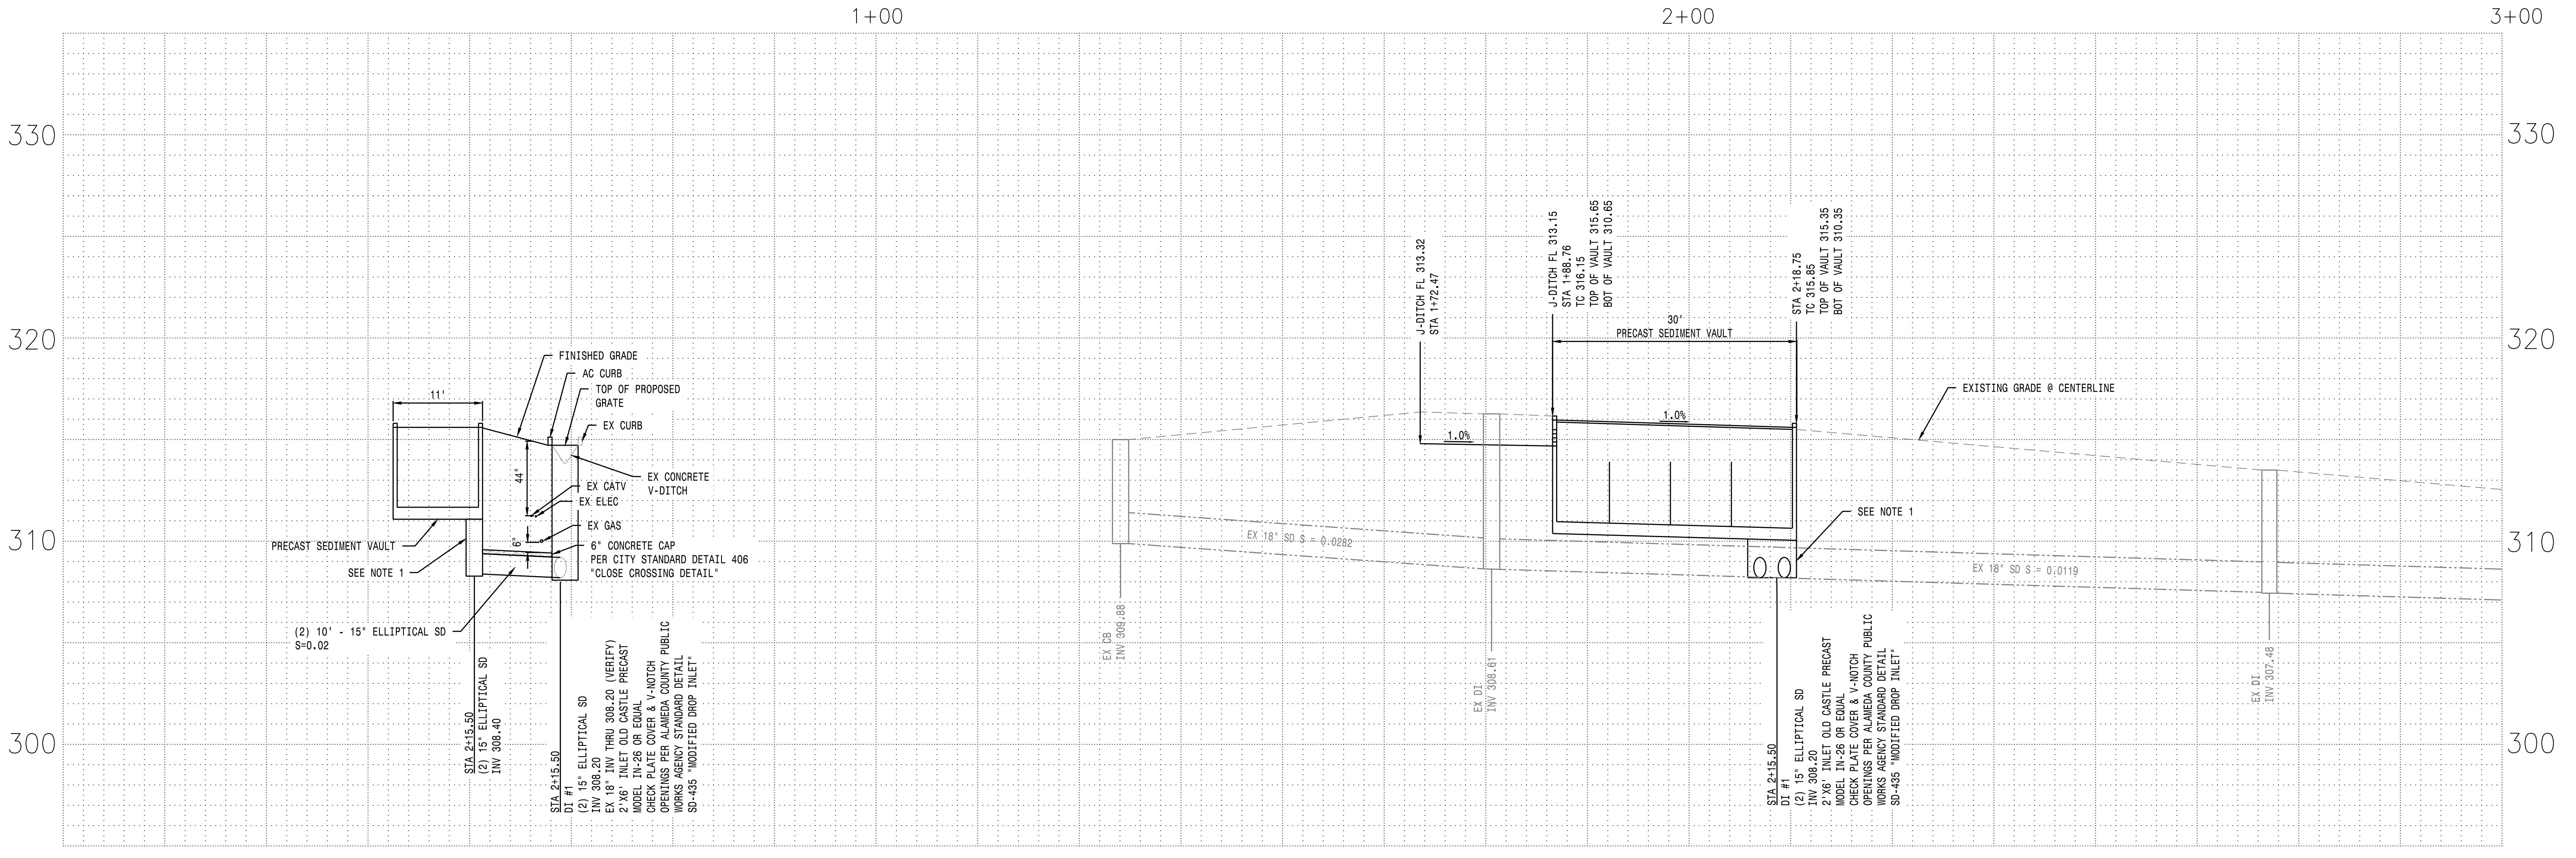 1+00
2+00
3+00
330
320
310
300
330
320
310
300
11'
FINISHED GRADE
AC CURB
TOP OF PROPOSED
GRATE
EX CURB
44"
EX CONCRETE
V-DITCH
EX CATV
EX ELEC
EX GAS
6"
6" CONCRETE CAP
PER CITY STANDARD DETAIL 406
"CLOSE CROSSING DETAIL"
PRECAST SEDIMENT VAULT
SEE NOTE 1
(2) 10' - 15" ELLIPTICAL SD
S=0.02
STA 2+15.50
(2) 15" ELLIPTICAL SD
INV 308.40
STA 2+15.50
DI #1
(2) 15" ELLIPTICAL SD
INV 308.20
EX 18" INV THRU 308.20 (VERIFY)
2'X6' INLET OLD CASTLE PRECAST
MODEL IN-26 OR EQUAL
CHECK PLATE COVER & V-NOTCH
OPENINGS PER ALAMEDA COUNTY PUBLIC
WORKS AGENCY STANDARD DETAIL
SD-435 "MODIFIED DROP INLET"
EX CB
INV 309.88
EX 18" SD S = 0.0282
EX DI
INV 308.61
J-DITCH FL 313.32
STA 1+72.47
1.0%
J-DITCH FL 313.15
STA 1+88.76
TC 316.15
TOP OF VAULT 315.65
BOT OF VAULT 310.65
30'
PRECAST SEDIMENT VAULT
1.0%
STA 2+18.75
TC 315.85
TOP OF VAULT 315.35
BOT OF VAULT 310.35
EXISTING GRADE @ CENTERLINE
SEE NOTE 1
EX 18" SD S = 0.0119
STA 2+15.50
DI #1
(2) 15" ELLIPTICAL SD
INV 308.20
2'X6' INLET OLD CASTLE PRECAST
MODEL IN-26 OR EQUAL
CHECK PLATE COVER & V-NOTCH
OPENINGS PER ALAMEDA COUNTY PUBLIC
WORKS AGENCY STANDARD DETAIL
SD-435 "MODIFIED DROP INLET"
EX DI
INV 307.48